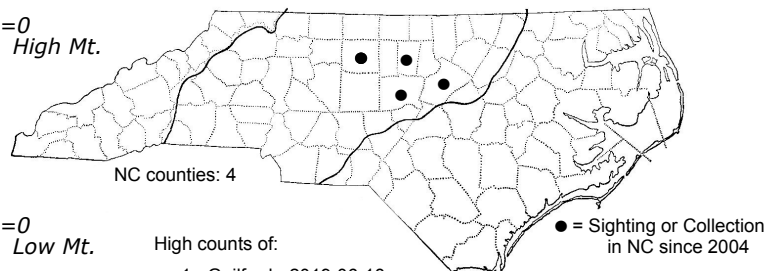 =0
High Mt.
NC counties: 4
=0
Low Mt.
High counts of:
● = Sighting or Collection
in NC since 2004